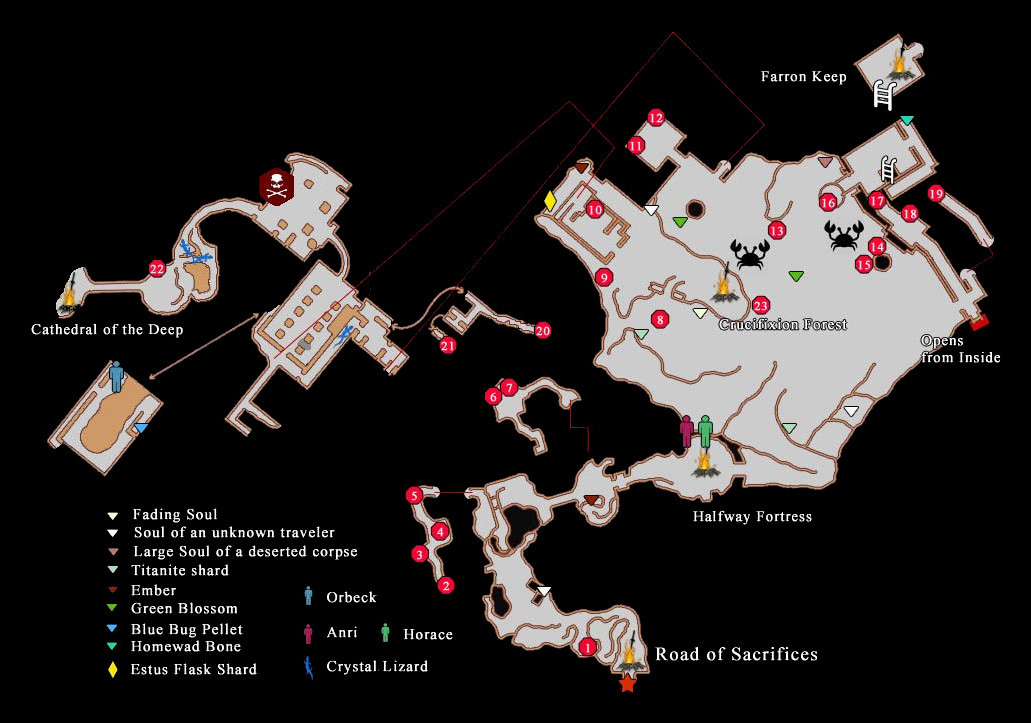 Farron Keep
12
11
19
17
16
10
18
13
14
22
15
9
23
8
Crucifixion Forest
Cathedral of the Deep
20
Opens
from Inside
21
7
6
5
Fading Soul
Halfway Fortress
Soul of an unknown traveler
4
Large Soul of a deserted corpse
3
Titanite shard
2
Ember
Orbeck
Green Blossom
Blue Bug Pellet
Anri
Horace
Homewad Bone
1
Road of Sacrifices
Estus Flask Shard
Crystal Lizard